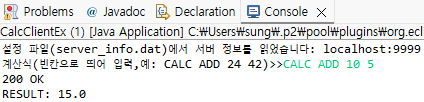 Problems @ Javadoc Declaration Console
CalcClientEx (1) [Java Application] C:₩Users₩sung₩.p2₩pool₩plugins₩org.ecl
설정 파일(server_info.dat)에서 서버 정보를 읽었습니다: localhost:9999
계산식(빈칸으로 띄어 입력,예: CALC ADD 24 42)>>CALC ADD 10 5
200 OK
RESULT: 15.0